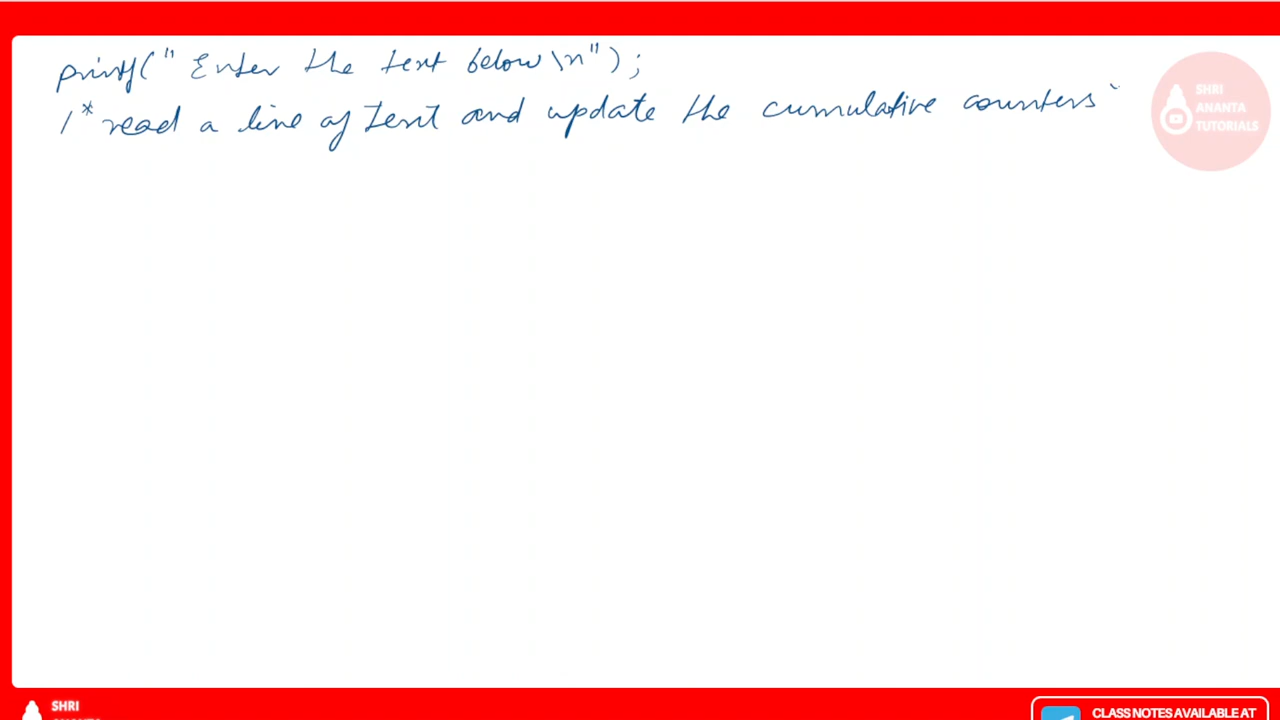 printf(" Enter the text below \n");
/* read a line of text and update the cumulative counters
SHRI
ANANTA
TUTORIALS
SHRI
CLASS NOTES AVAILABLE AT